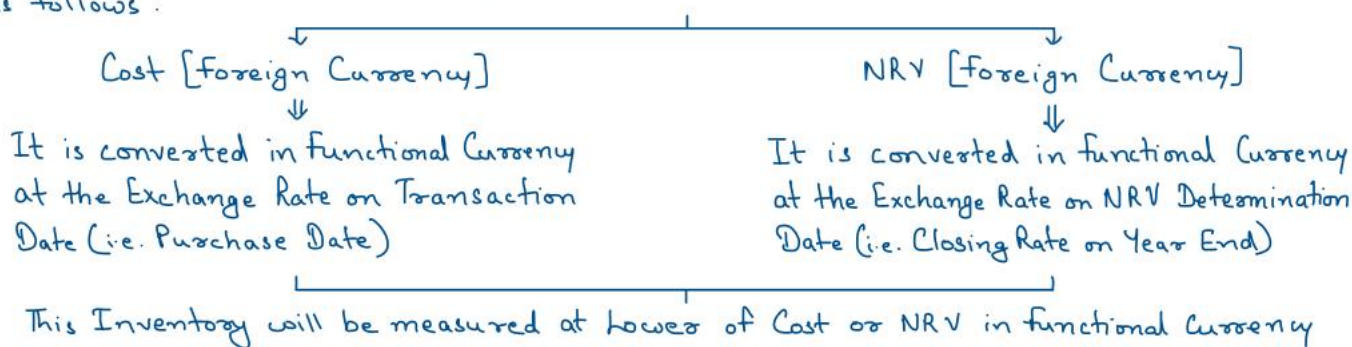 s follows.
Cost [Foreign Currency]
NRV [Foreign Currency]
It is converted in functional Currency
at the Exchange Rate on Transaction
Date (i.e. Purchase Date)
It is converted in functional Currency
at the Exchange Rate on NRV Determination
Date (i.e. Closing Rate on Year End)
This Inventory will be measured at Lower of Cost or NRV in functional Currency